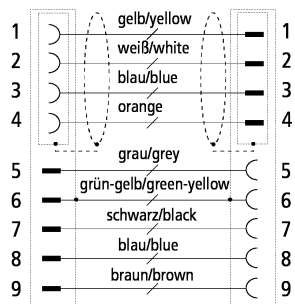 1 gelb/yellow 1
2 weiß/white 2
3 blau/blue 3
4 orange 4
5 grau/grey 5
6 grün-gelb/green-yellow 6
7 schwarz/black 7
8 blau/blue 8
9 braun/brown 9